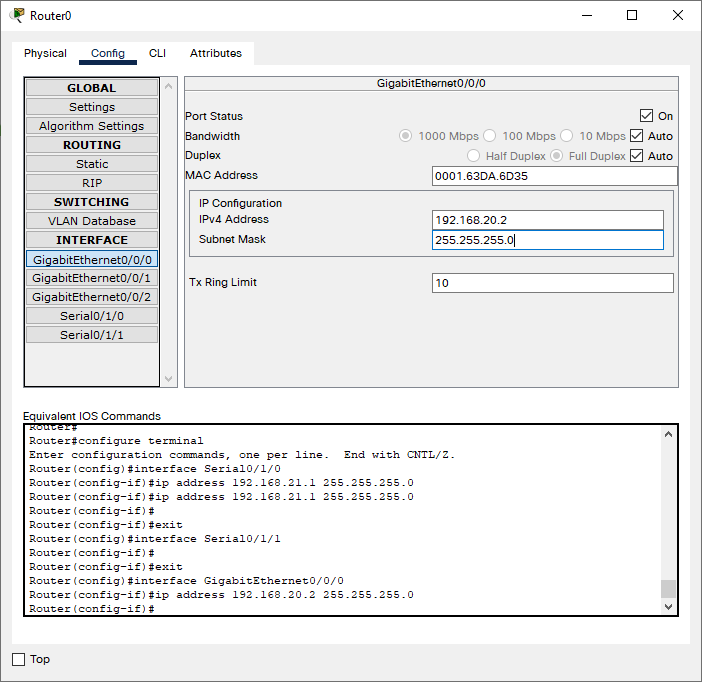 Router0
Physical Config CLI Attributes
GLOBAL
Settings
Algorithm Settings
ROUTING
Static
RIP
SWITCHING
VLAN Database
INTERFACE
GigabitEthernet0/0/0
GigabitEthernet0/0/1
GigabitEthernet0/0/2
Serial0/1/0
Serial0/1/1
GigabitEthernet0/0/0
Port Status On
Bandwidth 1000 Mbps 100 Mbps 10 Mbps Auto
Duplex Half Duplex Full Duplex Auto
MAC Address 0001.63DA.6D35
IP Configuration
IPv4 Address 192.168.20.2
Subnet Mask 255.255.255.0
Tx Ring Limit 10
Equivalent IOS Commands
Router#
Router#configure terminal
Enter configuration commands, one per line.  End with CNTL/Z.
Router(config)#interface Serial0/1/0
Router(config-if)#ip address 192.168.21.1 255.255.255.0
Router(config-if)#ip address 192.168.21.1 255.255.255.0
Router(config-if)#
Router(config-if)#exit
Router(config)#interface Serial0/1/1
Router(config-if)#
Router(config-if)#exit
Router(config)#interface GigabitEthernet0/0/0
Router(config-if)#ip address 192.168.20.2 255.255.255.0
Router(config-if)#
Top